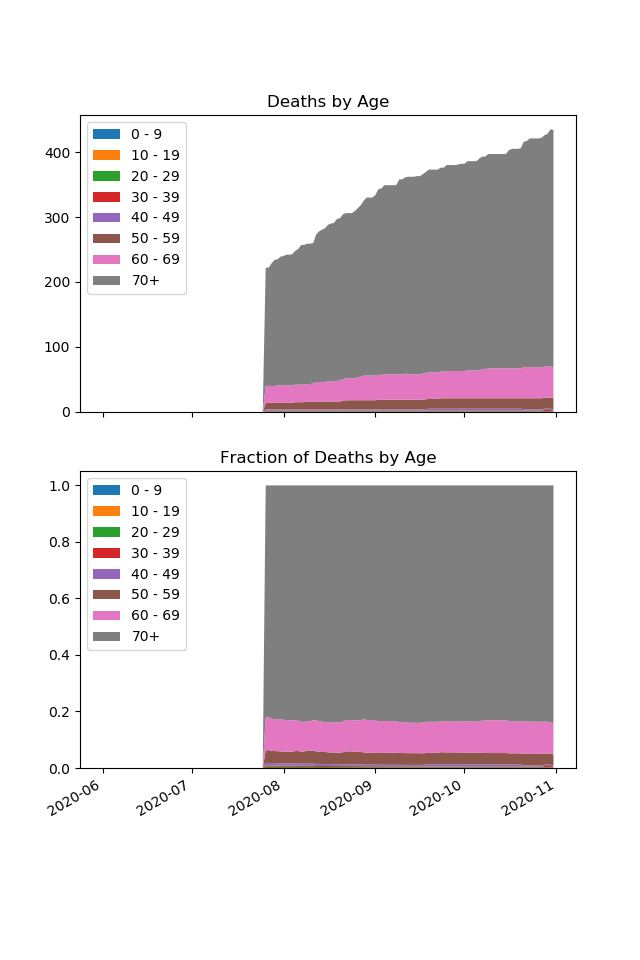 Deaths by Age
400
300
200
100
0
0 - 9
10 - 19
20 - 29
30 - 39
40 - 49
50 - 59
60 - 69
70+
Fraction of Deaths by Age
1.0
0.8
0.6
0.4
0.2
0.0
0 - 9
10 - 19
20 - 29
30 - 39
40 - 49
50 - 59
60 - 69
70+
2020-06
2020-07
2020-08
2020-09
2020-10
2020-11